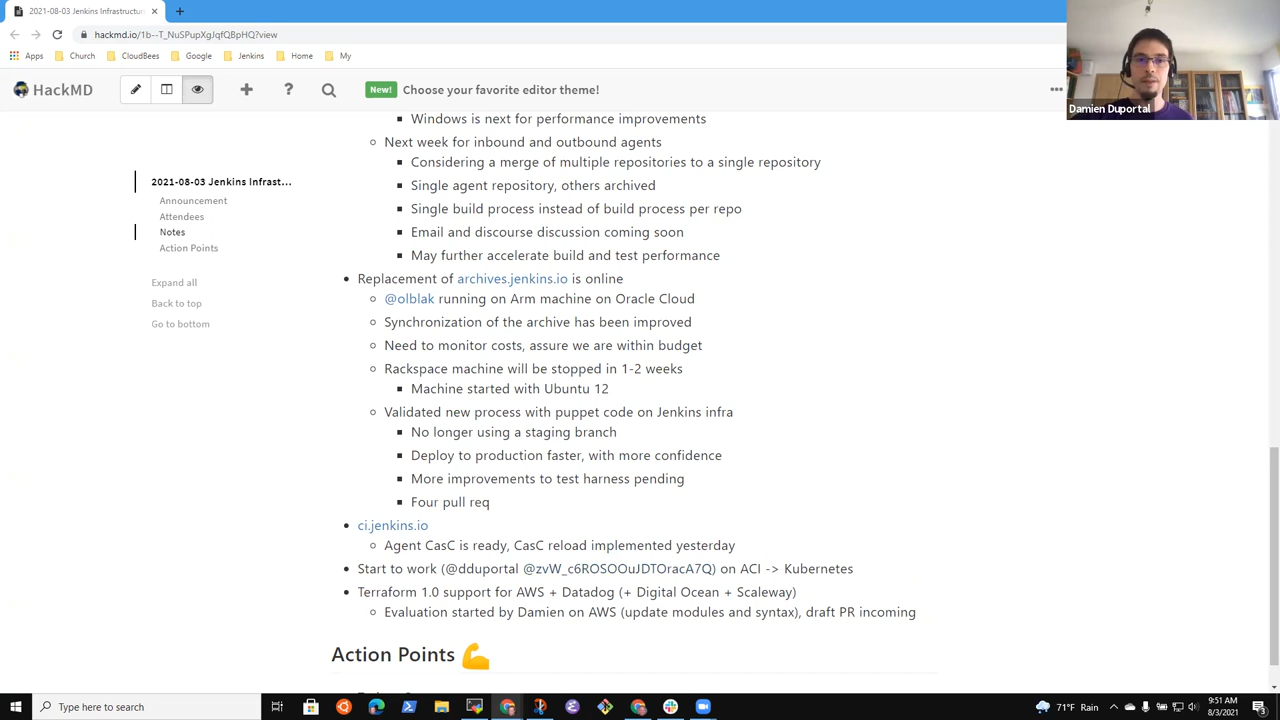 2021-08-03 Jenkins Infrastructur
hackmd.io/1b--T_NuSPupXgJqfQBpHQ?view
Apps
Church
CloudBees
Google
Jenkins
Home
My
HackMD
New!
Choose your favorite editor theme!
Damien Duportal
2021-08-03 Jenkins Infrast...
Announcement
Attendees
Notes
Action Points
Expand all
Back to top
Go to bottom
Windows is next for performance improvements
Next week for inbound and outbound agents
Considering a merge of multiple repositories to a single repository
Single agent repository, others archived
Single build process instead of build process per repo
Email and discourse discussion coming soon
May further accelerate build and test performance
Replacement of archives.jenkins.io is online
@olblak running on Arm machine on Oracle Cloud
Synchronization of the archive has been improved
Need to monitor costs, assure we are within budget
Rackspace machine will be stopped in 1-2 weeks
Machine started with Ubuntu 12
Validated new process with puppet code on Jenkins infra
No longer using a staging branch
Deploy to production faster, with more confidence
More improvements to test harness pending
Four pull req
ci.jenkins.io
Agent CasC is ready, CasC reload implemented yesterday
Start to work (@dduportal @zvW_c6ROSOOuJDTOracA7Q) on ACI -> Kubernetes
Terraform 1.0 support for AWS + Datadog (+ Digital Ocean + Scaleway)
Evaluation started by Damien on AWS (update modules and syntax), draft PR incoming
Action Points 💪
Type here to search
71°F Rain
9:51 AM
8/3/2021